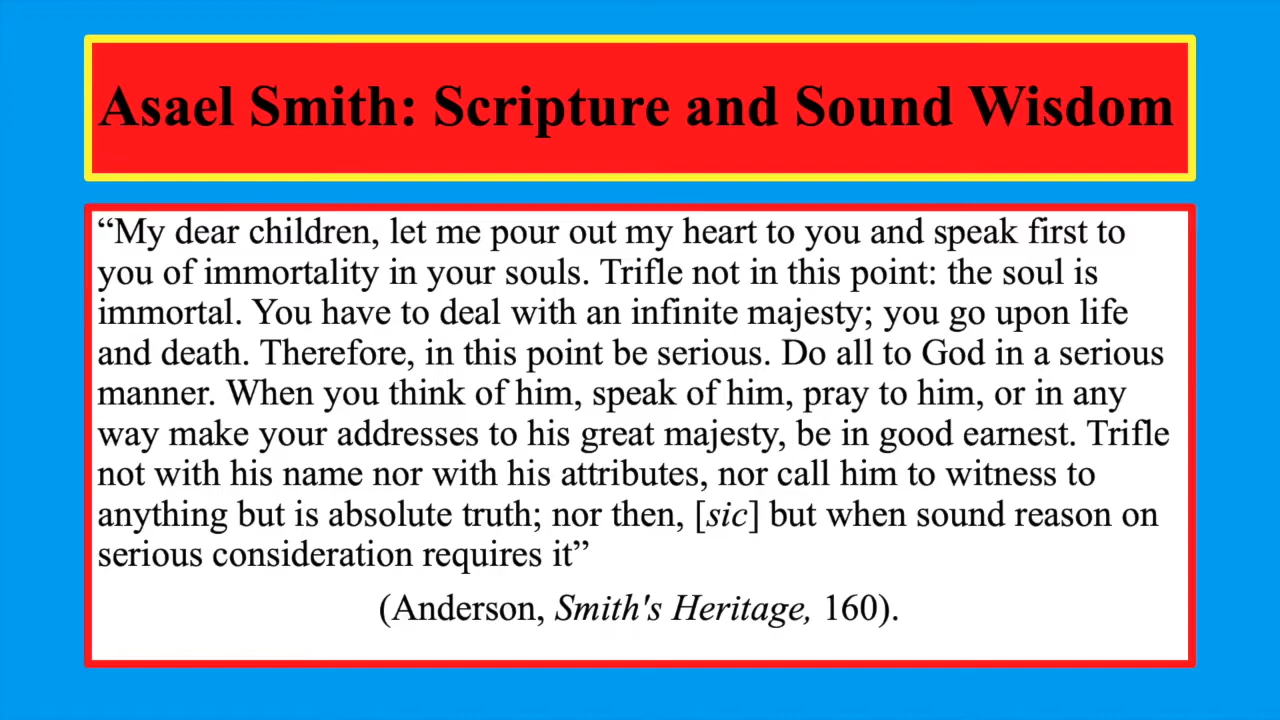 Asael Smith: Scripture and Sound Wisdom
“My dear children, let me pour out my heart to you and speak first to
you of immortality in your souls. Trifle not in this point: the soul is
immortal. You have to deal with an infinite majesty; you go upon life
and death. Therefore, in this point be serious. Do all to God in a serious
manner. When you think of him, speak of him, pray to him, or in any
way make your addresses to his great majesty, be in good earnest. Trifle
not with his name nor with his attributes, nor call him to witness to
anything but is absolute truth; nor then, [sic] but when sound reason on
serious consideration requires it”
(Anderson, Smith's Heritage, 160).